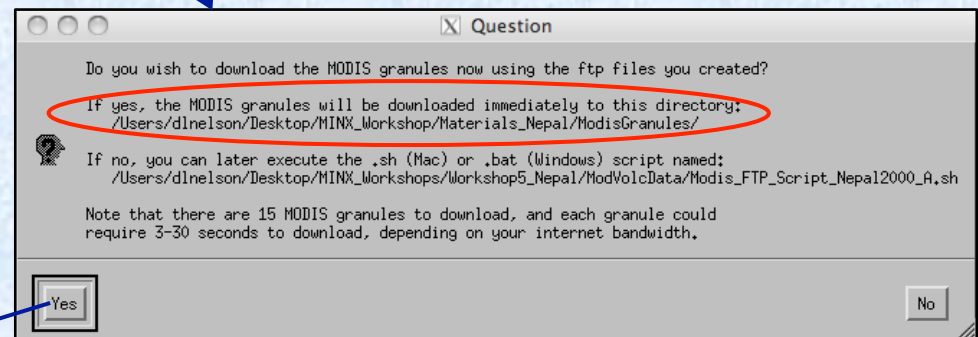 X Question
Do you wish to download the MODIS granules now using the ftp files you created?
If yes, the MODIS granules will be downloaded immediately to this directory:
/Users/dlnelson/Desktop/MINX_Workshop/Materials_Nepal/ModisGranules/
If no, you can later execute the .sh (Mac) or .bat (Windows) script named:
/Users/dlnelson/Desktop/MINX_Workshops/Workshop5_Nepal/ModVolcData/Modis_FTP_Script_Nepal2000_A.sh
Note that there are 15 MODIS granules to download, and each granule could
require 3-30 seconds to download, depending on your internet bandwidth.
Yes
No